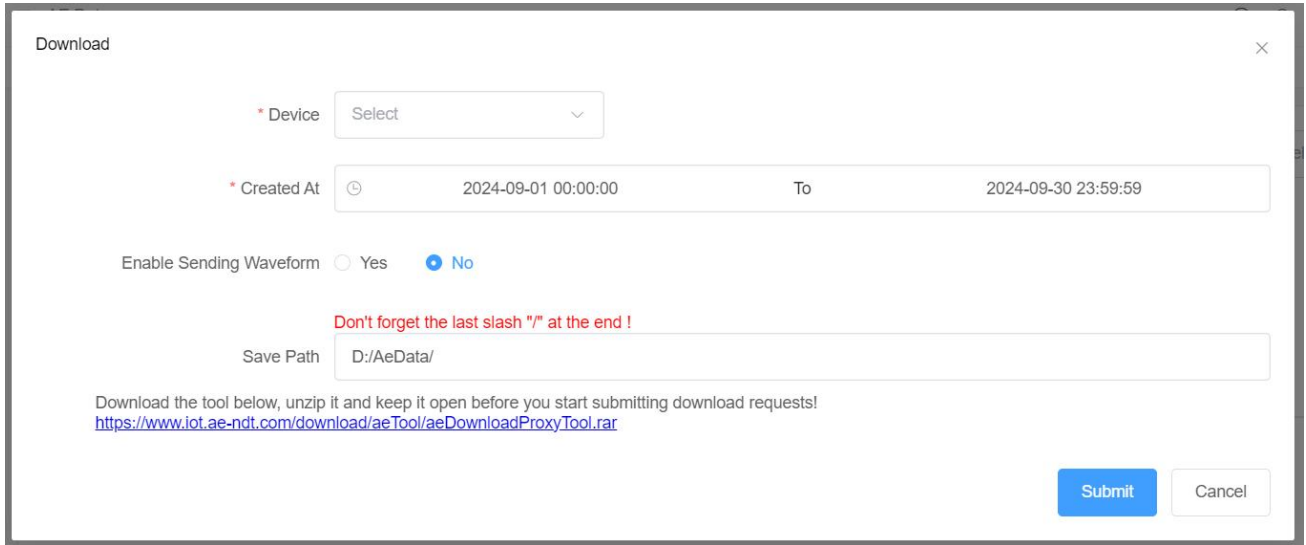 Download
* Device Select
* Created At 2024-09-01 00:00:00 To 2024-09-30 23:59:59
Enable Sending Waveform Yes No
Don't forget the last slash "/" at the end !
Save Path D:/AeData/
Download the tool below, unzip it and keep it open before you start submitting download requests!
https://www.iot.ae-ndt.com/download/aeTool/aeDownloadProxyTool.rar
Submit Cancel